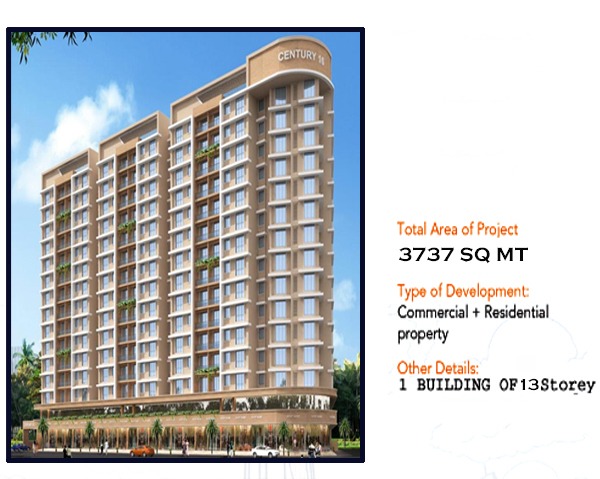 CENTURY 16
Total Area of Project
3737 SQ MT
Type of Development:
Commercial + Residential
property
Other Details:
1 BUILDING OF13Storey